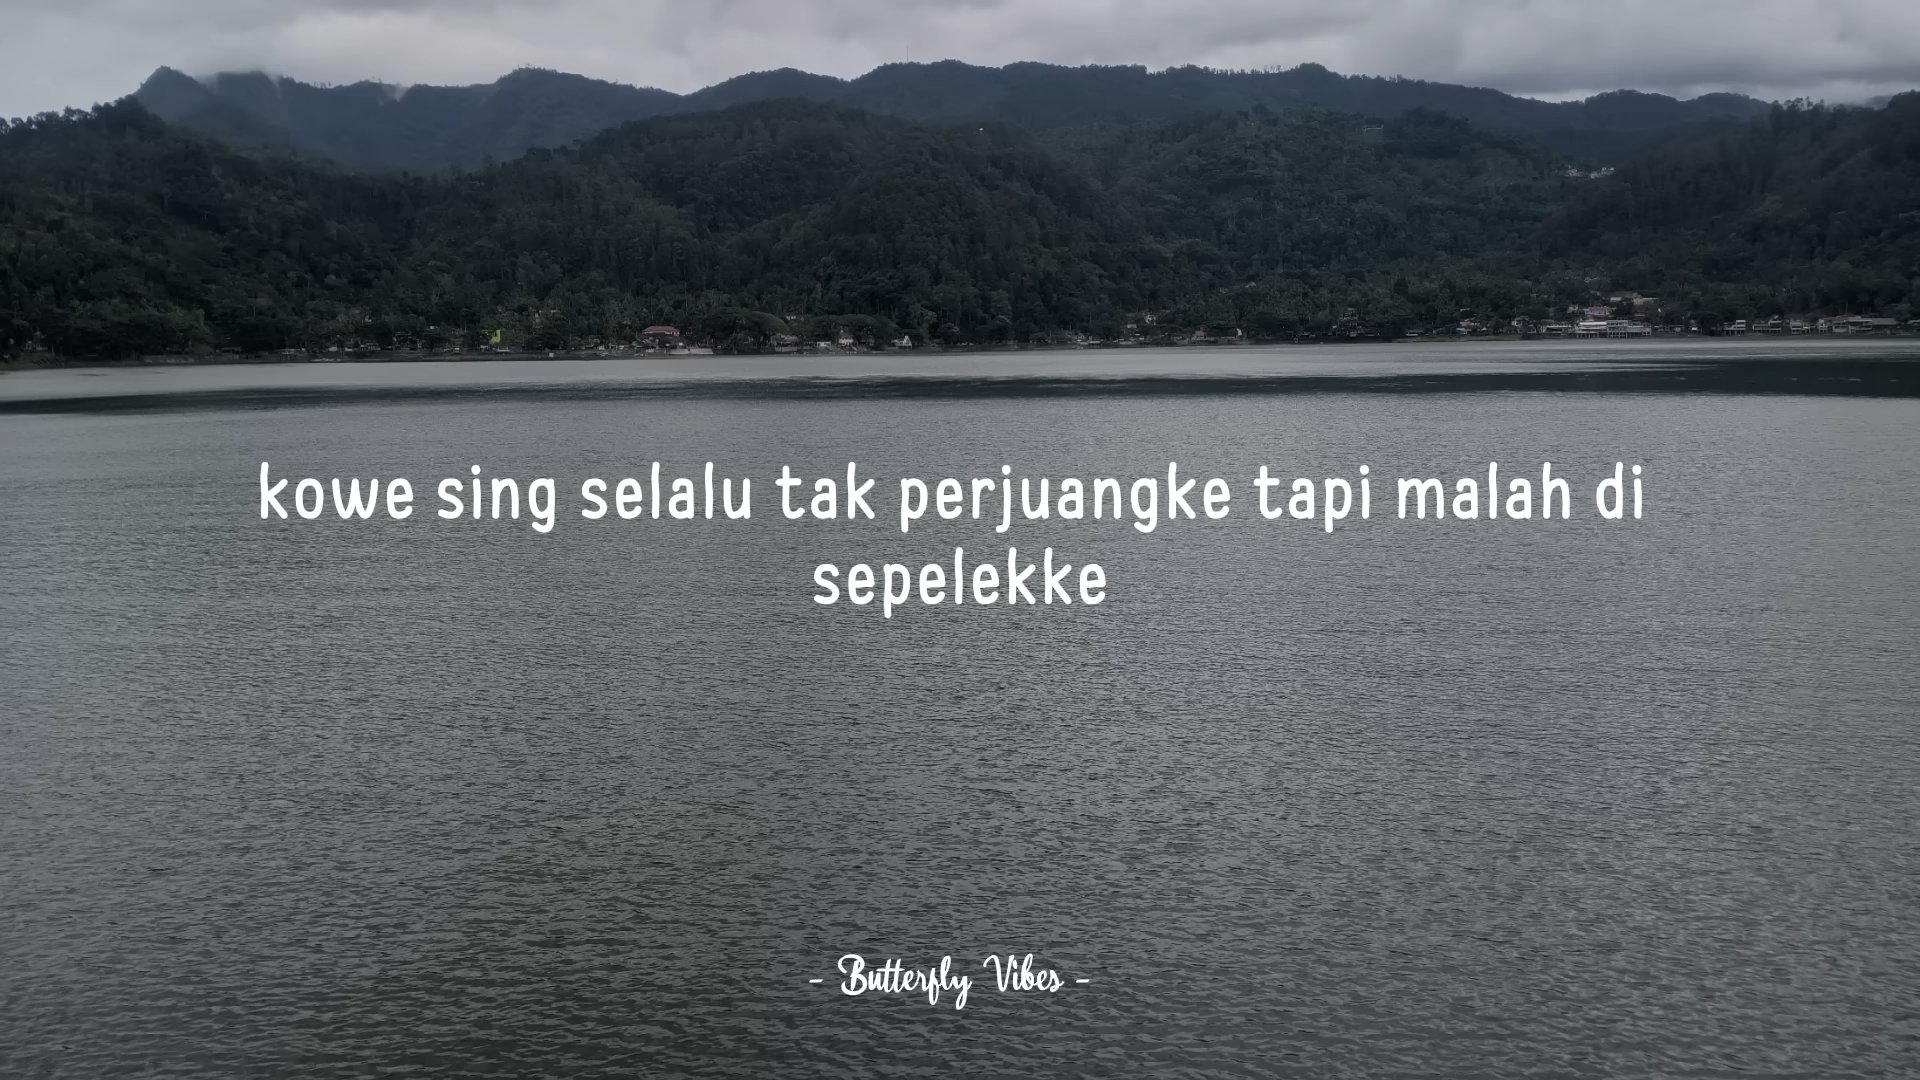 kowe sing selalu tak perjuangke tapi malah di
sepelekke
- Butterfly Vibes -